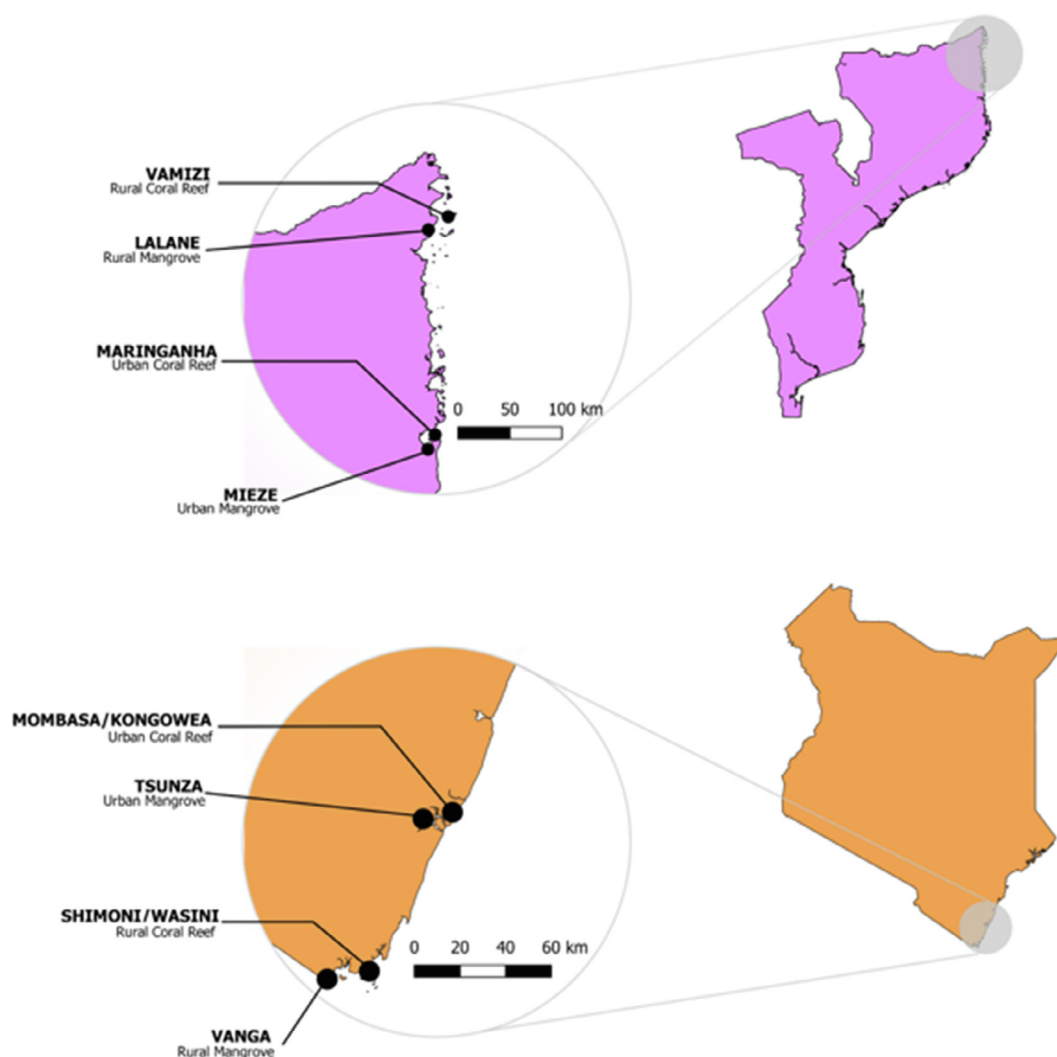 VAMIZI
Rural Coral Reef
LALANE
Rural Mangrove
MARINGANHA
Urban Coral Reef
0 50 100 km
MIEZE
Urban Mangrove
MOMBASA/KONGOWEA
Urban Coral Reef
TSUNZA
Urban Mangrove
SHIMONI/WASINI
Rural Coral Reef
0 20 40 60 km
VANGA
Rural Mangrove